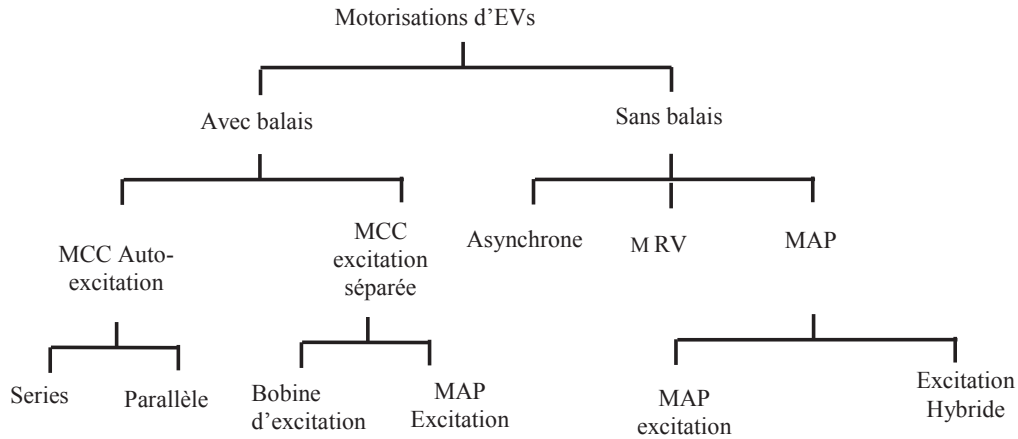 Motorisations d’EVs
Avec balais
Sans balais
MCC Auto-
excitation
MCC
excitation
séparée
Asynchrone
M RV
MAP
Series
Parallèle
Bobine
d’excitation
MAP
Excitation
MAP
excitation
Excitation
Hybride